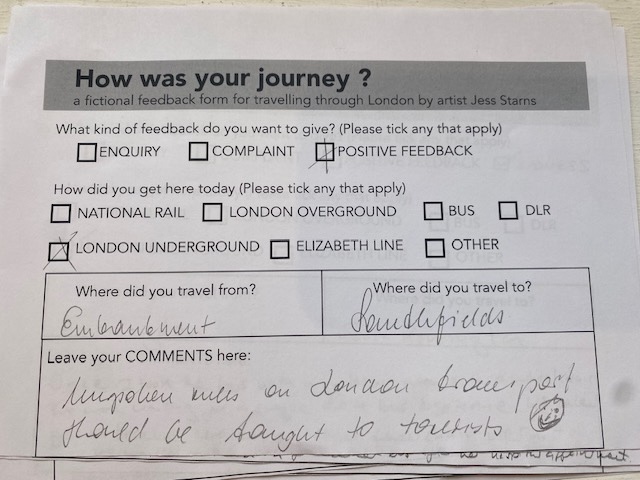 How was your journey ?
a fictional feedback form for travelling through London by artist Jess Starns
What kind of feedback do you want to give? (Please tick any that apply)
ENQUIRY COMPLAINT POSITIVE FEEDBACK
How did you get here today (Please tick any that apply)
NATIONAL RAIL LONDON OVERGROUND BUS DLR
LONDON UNDERGROUND ELIZABETH LINE OTHER
Where did you travel from? Where did you travel to?
Embankment Southfields
Leave your COMMENTS here:
Unspoken rules on London transport
should be taught to tourists